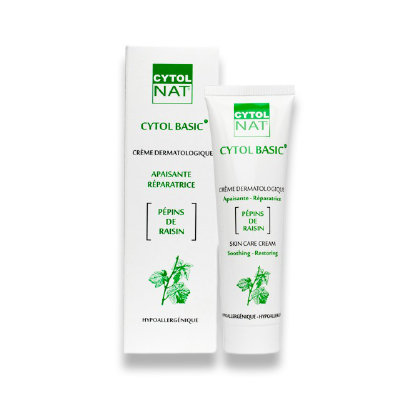 CYTOL
NAT
CYTOL BASIC
CRÈME DERMATOLOGIQUE
APAISANTE
RÉPARATRICE
PÉPINS
DE
RAISIN
HYPOALLERGÉNIQUE
CYTOL
NAT
CYTOL BASIC
CRÈME DERMATOLOGIQUE
Apaisante - Réparatrice
PÉPINS
DE
RAISIN
SKIN CARE CREAM
Soothing - Restoring
HYPOALLERGÉNIQUE - HYPOALLERG